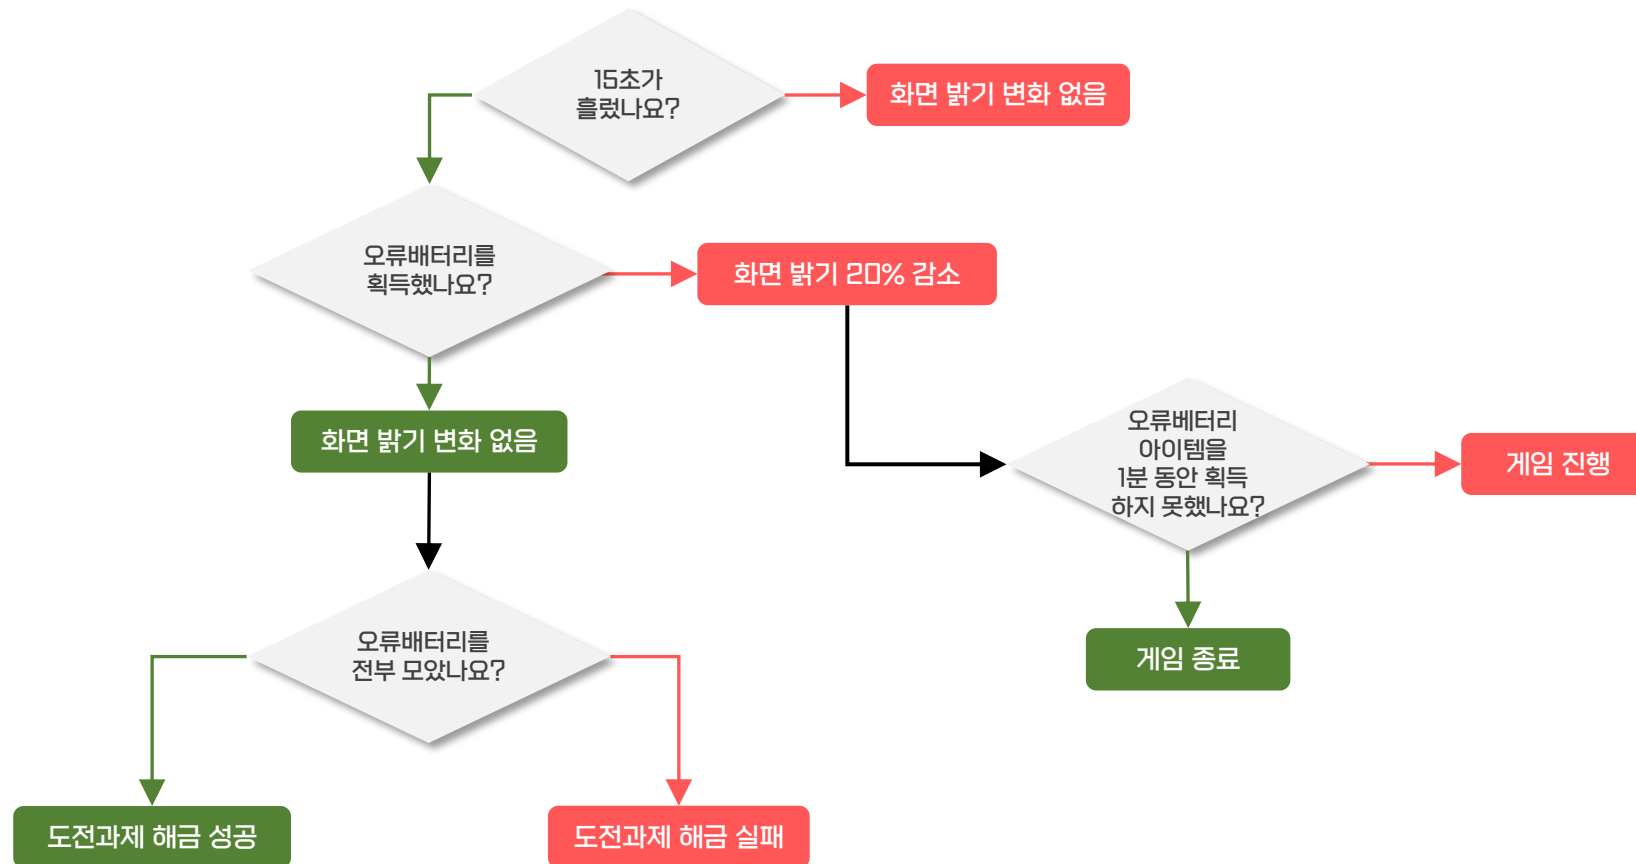 15초가
흘렀나요?
화면 밝기 변화 없음
오류배터리를
획득했나요?
화면 밝기 20% 감소
화면 밝기 변화 없음
오류베터리
아이템을
1분 동안 획득
하지 못했나요?
게임 진행
오류배터리를
전부 모았나요?
게임 종료
도전과제 해금 성공
도전과제 해금 실패